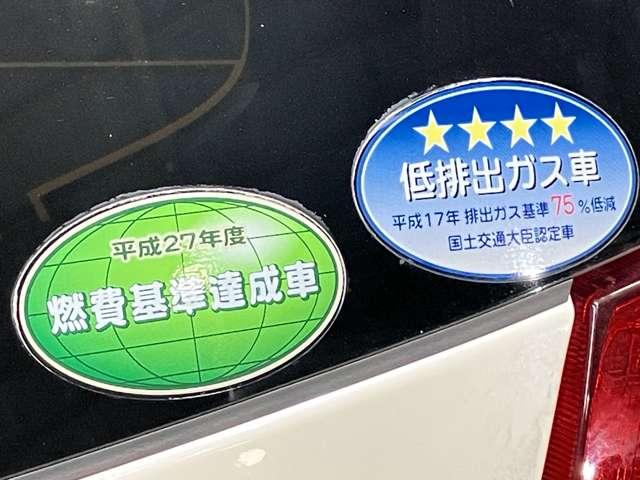 平成27年度
燃費基準達成車
★★★★
低排出ガス車
平成17年 排出ガス基準75%低減
国土交通大臣認定車